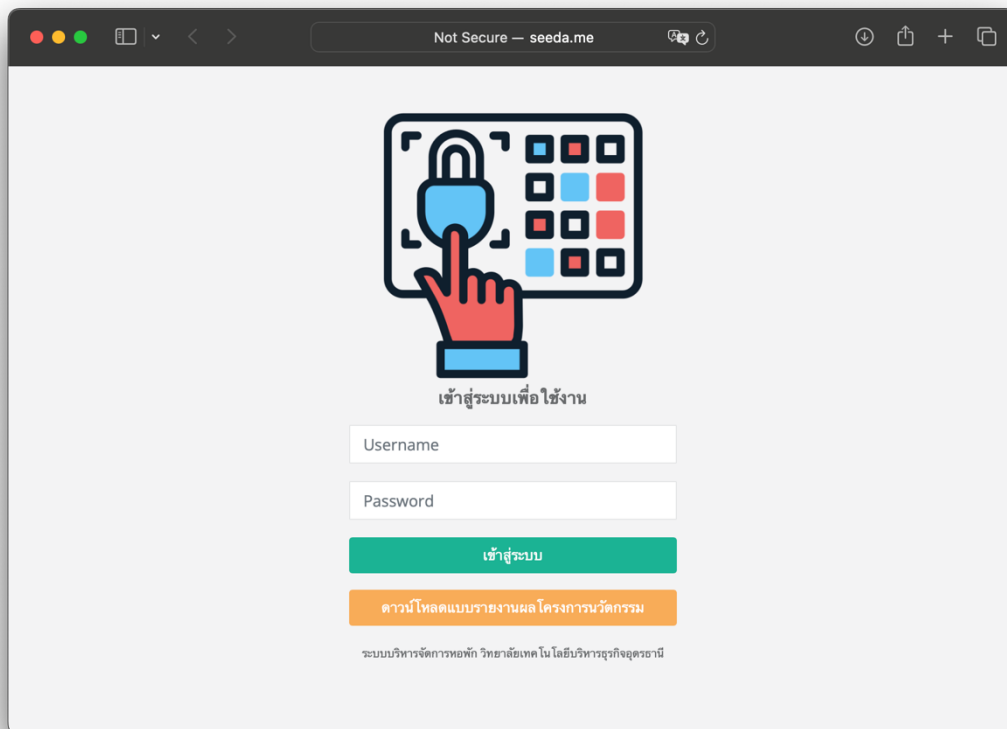 Not Secure — seeda.me
เข้าสู่ระบบเพื่อใช้งาน
Username
Password
เข้าสู่ระบบ
ดาวน์โหลดแบบรายงานผลโครงการนวัตกรรม
ระบบบริหารจัดการหอพัก วิทยาลัยเทคโนโลยีบริหารธุรกิจอุดรธานี